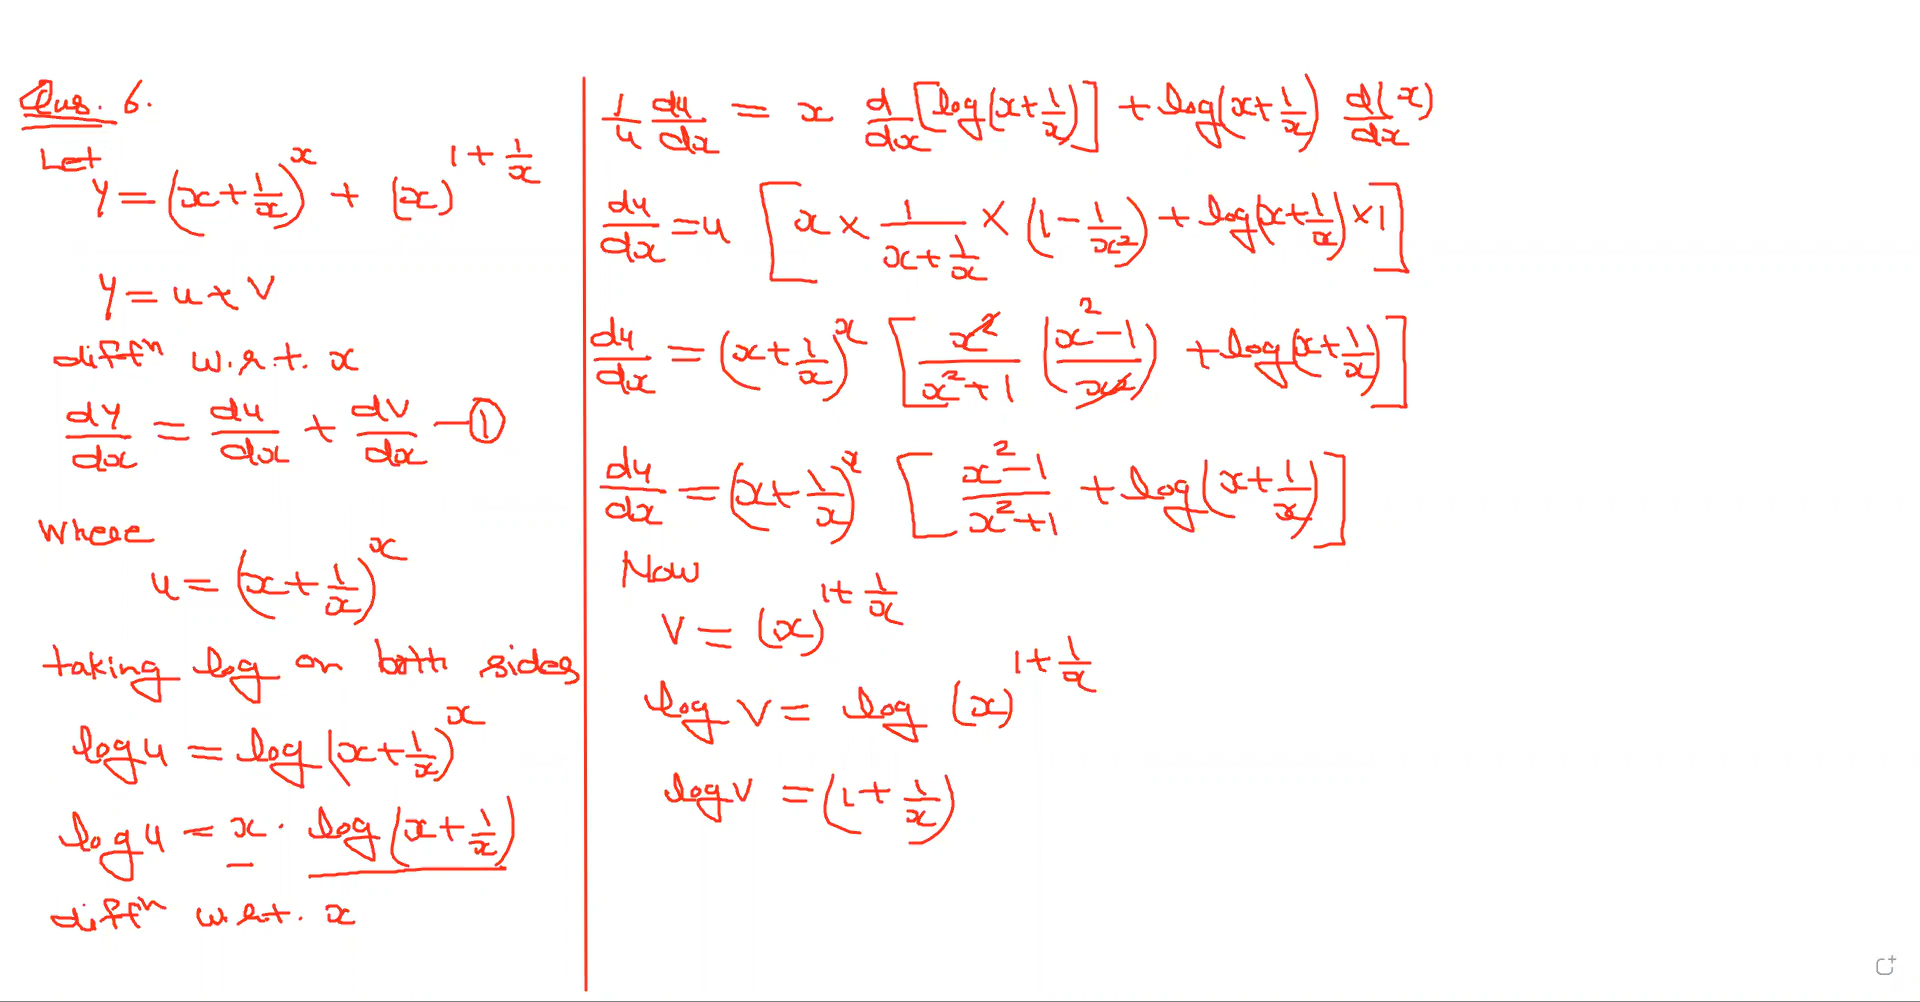 Ques. 6.
Let
y = (x + 1/x)^x + (x)^(1 + 1/x)
y = u + v
diffn w.r.t. x
dy/dx = du/dx + dv/dx — ①
where
u = (x + 1/x)^x
taking log on both sides
log u = log (x + 1/x)^x
log u = x · log (x + 1/x)
diffn w.r.t. x
1/u du/dx = x d/dx [log(x + 1/x)] + log(x + 1/x) d(x)/dx
du/dx = u [x × 1/(x + 1/x) × (1 - 1/x²) + log(x + 1/x) × 1]
du/dx = (x + 1/x)^x [x²/(x² + 1) ((x² - 1)/x²) + log(x + 1/x)]
du/dx = (x + 1/x)^x [(x² - 1)/(x² + 1) + log(x + 1/x)]
Now
v = (x)^(1 + 1/x)
log v = log (x)^(1 + 1/x)
log v = (1 + 1/x)